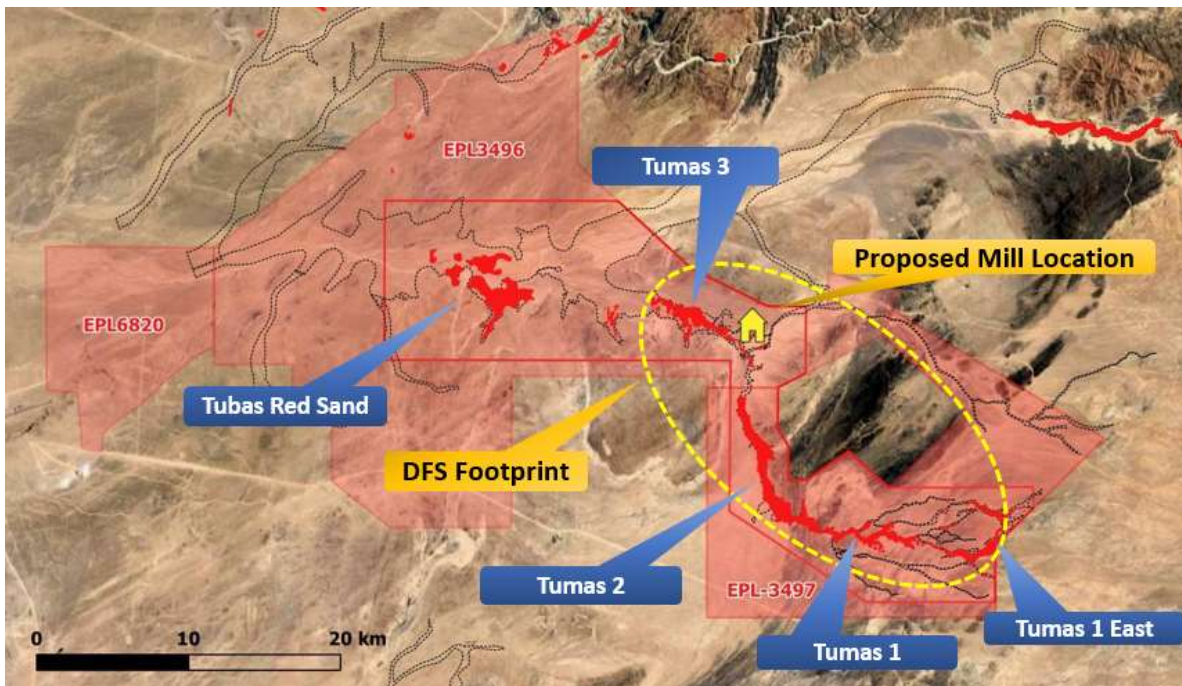 EPL3496
Tumas 3
Proposed Mill Location
EPL6820
Tubas Red Sand
DFS Footprint
Tumas 2
EPL-3497
Tumas 1 East
Tumas 1
0 10 20 km